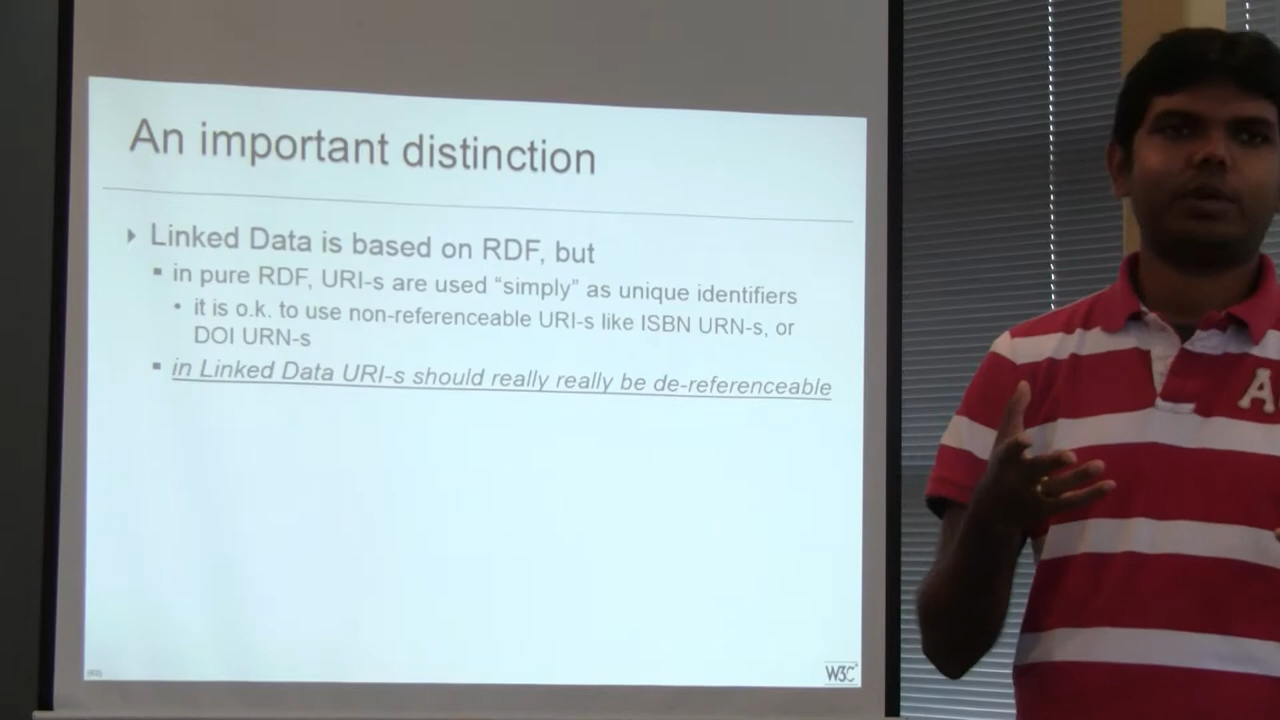 An important distinction
Linked Data is based on RDF, but
in pure RDF, URI-s are used “simply” as unique identifiers
it is o.k. to use non-referenceable URI-s like ISBN URN-s, or
DOI URN-s
in Linked Data URI-s should really really be de-referenceable
W3C
A